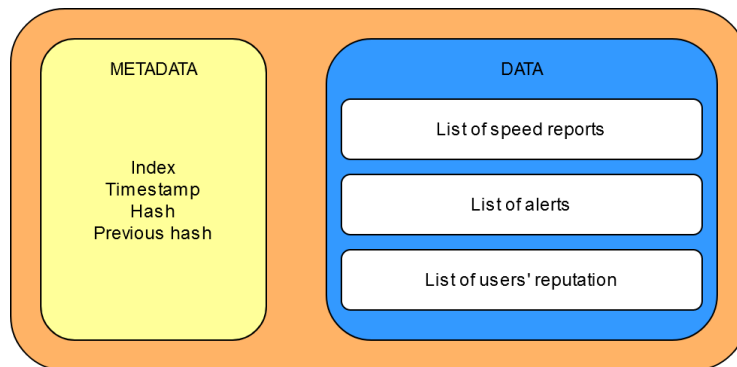 METADATA
Index
Timestamp
Hash
Previous hash
DATA
List of speed reports
List of alerts
List of users' reputation